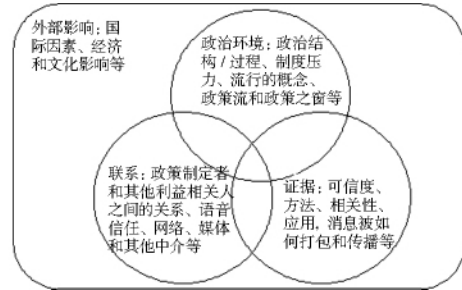 外部影响：国
际因素、经济
和文化影响等
政治环境：政治结
构 / 过程、制度压
力、流行的概念、
政策流和政策之窗等
联系：政策制定者
和其他利益相关人
之间的关系、语音
信任、网络、媒体
和其他中介等
证据：可信度、
方法、相关性、
应用，消息被如
何打包和传播等